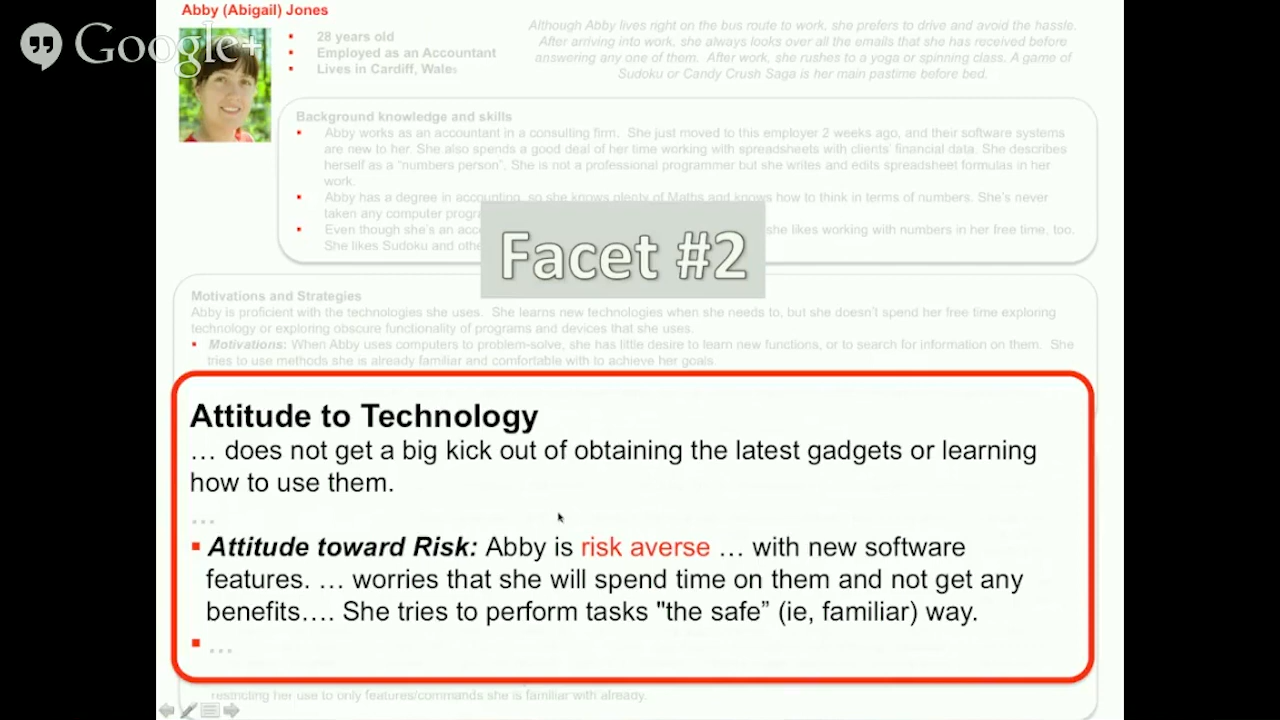 Abby (Abigail) Jones
Google+
28 years old
Employed as an Accountant
Lives in Cardiff, Wales
Although Abby lives right on the bus route to work, she prefers to drive and avoid the hassle.
After arriving into work, she always looks over all the emails that she has received before
answering any one of them. After work, she rushes to a yoga or spinning class. A game of
Sudoku or Candy Crush Saga is her main pastime before bed.
Background knowledge and skills
Abby works as an accountant in a consulting firm. She just moved to this employer 2 weeks ago, and their software systems
are new to her. She also spends a good deal of her time working with spreadsheets with clients' financial data. She describes
herself as a “numbers person”. She is not a professional programmer but she writes and edits spreadsheet formulas in her
work.
Abby has a degree in accounting, so she knows plenty of Maths and knows how to think in terms of numbers. She's never
taken any computer progra
Even though she's an acco she likes working with numbers in her free time, too.
She likes Sudoku and othe
Facet #2
Motivations and Strategies
Abby is proficient with the technologies she uses. She learns new technologies when she needs to, but she doesn't spend her free time exploring
technology or exploring obscure functionality of programs and devices that she uses.
Motivations: When Abby uses computers to problem-solve, she has little desire to learn new functions, or to search for information on them. She
tries to use methods she is already familiar and comfortable with to achieve her goals.
Attitude to Technology
… does not get a big kick out of obtaining the latest gadgets or learning
how to use them.
…
Attitude toward Risk: Abby is risk averse … with new software
features. … worries that she will spend time on them and not get any
benefits…. She tries to perform tasks "the safe” (ie, familiar) way.
…
restricting her use to only features/commands she is familiar with already.